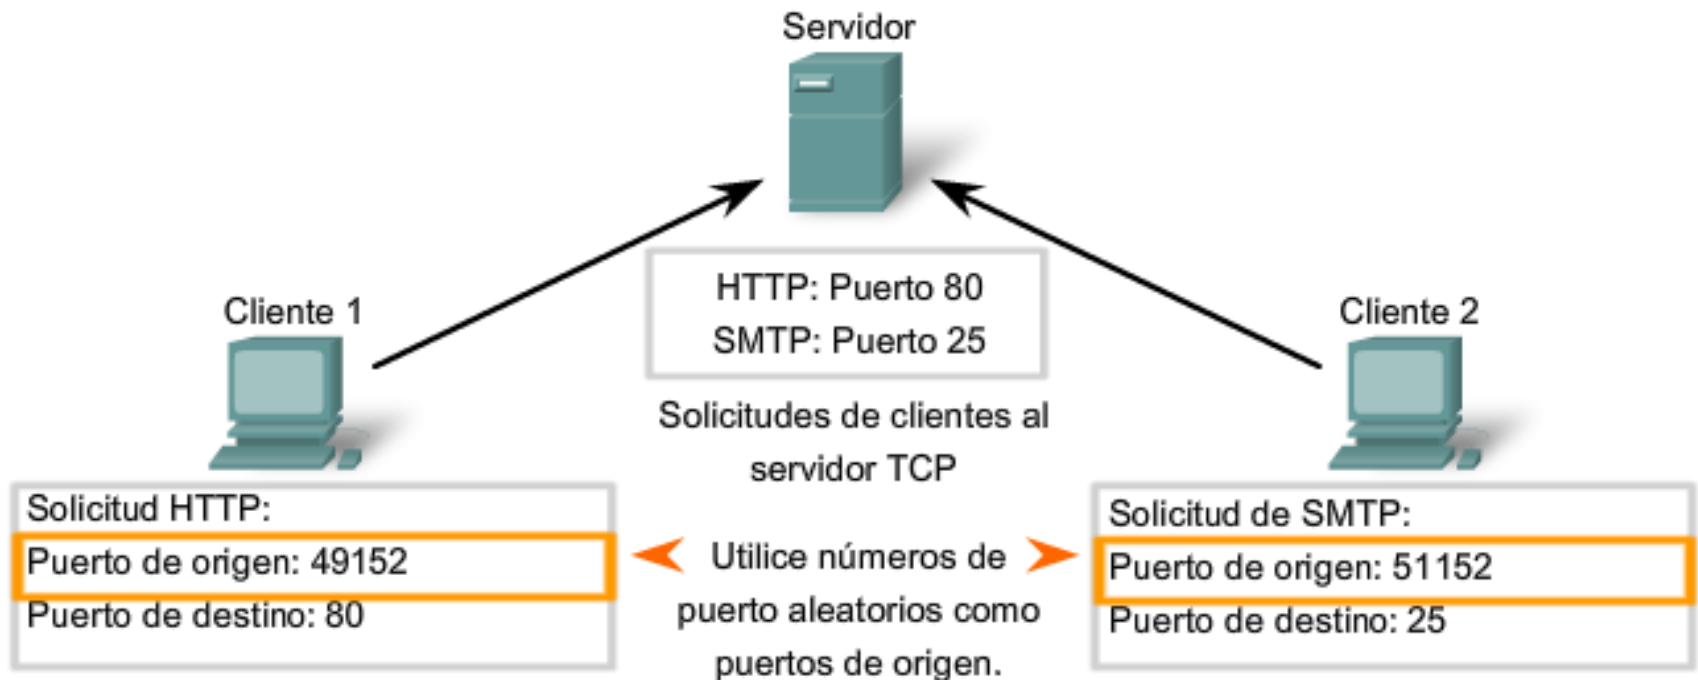 Servidor
HTTP: Puerto 80
SMTP: Puerto 25
Cliente 1
Cliente 2
Solicitudes de clientes al
servidor TCP
Solicitud HTTP:
Puerto de origen: 49152
Puerto de destino: 80
Utilice números de
puerto aleatorios como
puertos de origen.
Solicitud de SMTP:
Puerto de origen: 51152
Puerto de destino: 25